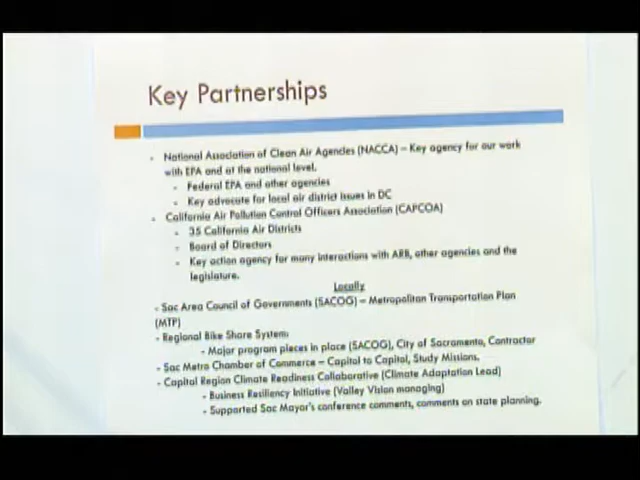 Key Partnerships
National Association of Clean Air Agencies (NACCA) – Key agency for our work
with EPA and at the national level.
Federal EPA and other agencies
Key advocate for local air district issues in DC
California Air Pollution Control Officers Association (CAPCOA)
35 California Air Districts
Board of Directors
Key action agency for many interactions with ARB, other agencies and the
legislature.
Locally
- Sac Area Council of Governments (SACOG) – Metropolitan Transportation Plan
(MTP)
- Regional Bike Share System:
- Major program pieces in place (SACOG), City of Sacramento, Contractor
- Sac Metro Chamber of Commerce – Capitol to Capitol, Study Missions.
- Capital Region Climate Readiness Collaborative (Climate Adaptation Lead)
- Business Resiliency Initiative (Valley Vision managing)
- Supported Sac Mayor's conference comments, comments on state planning.